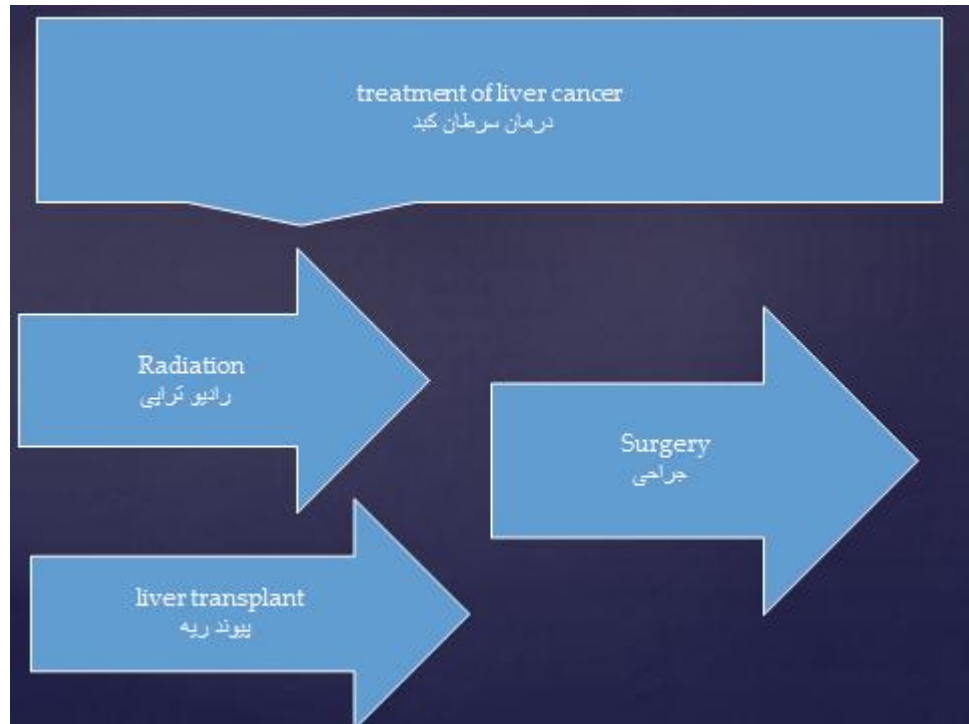 treatment of liver cancer
درمان سرطان کبد
Radiation
رادیو تراپی
Surgery
جراحی
liver transplant
پیوند ریه